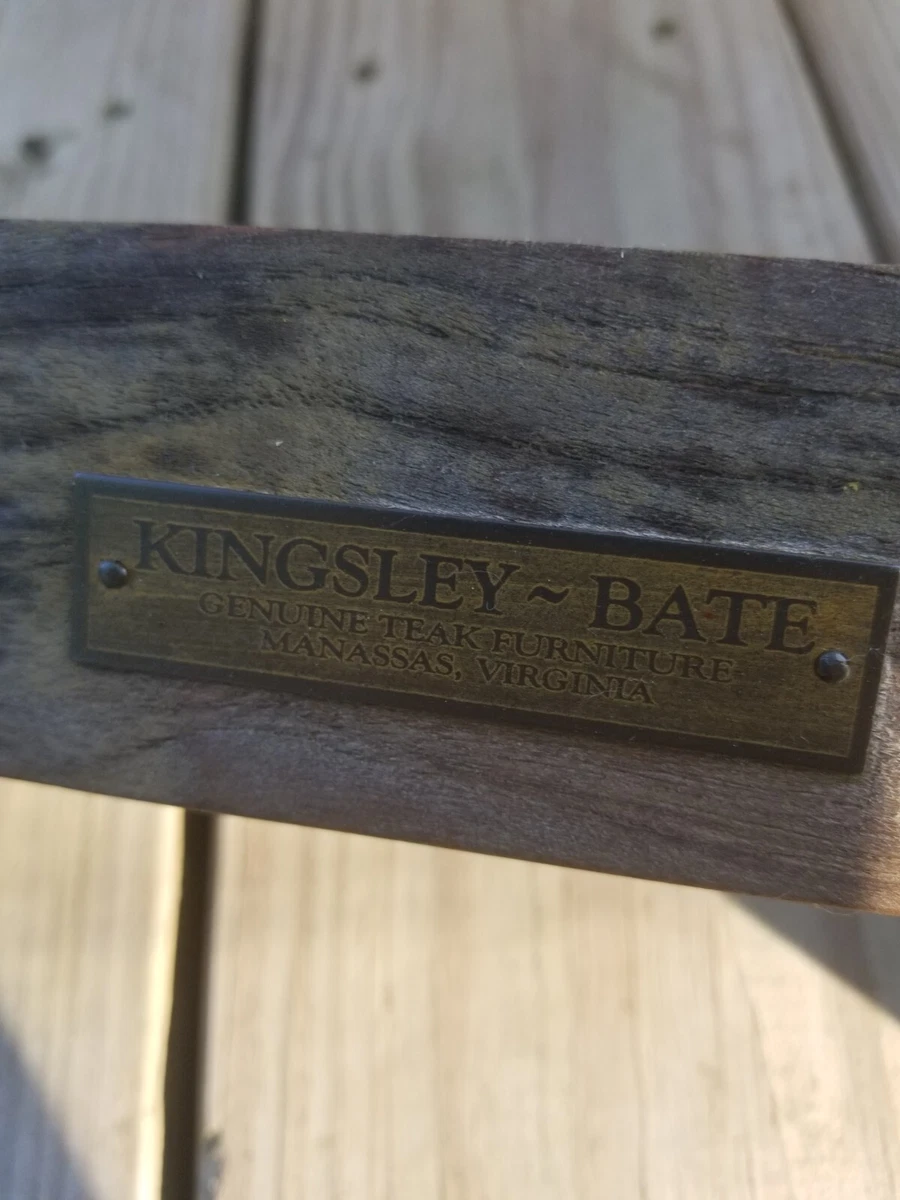 KINGSLEY ~ BATE
GENUINE TEAK FURNITURE
MANASSAS, VIRGINIA